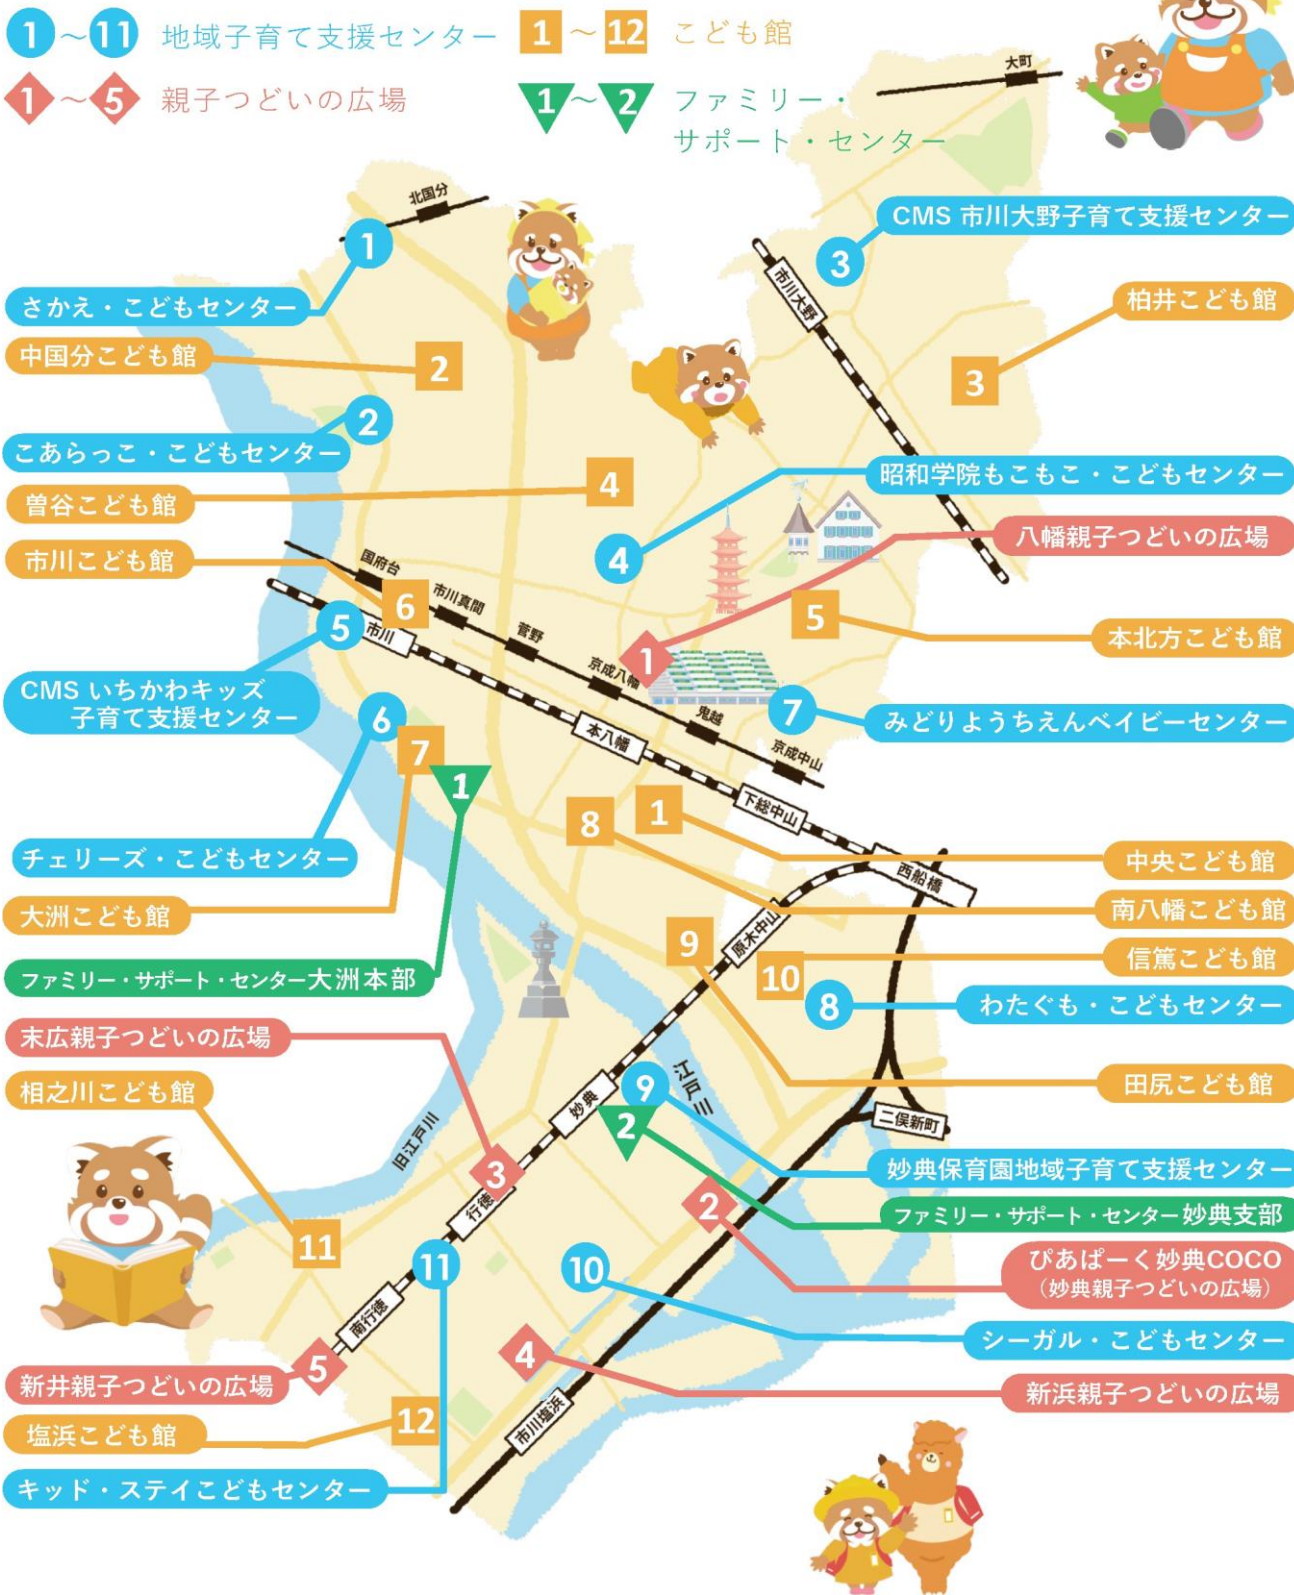 1～11 地域子育て支援センター
1～12 こども館
1～5 親子つどいの広場
1～2 ファミリー・
サポート・センター
大町
北国分
1
CMS 市川大野子育て支援センター
3
市川大野
さかえ・こどもセンター
柏井こども館
中国分こども館
2
3
2
こあらっこ・こどもセンター
昭和学院もこもこ・こどもセンター
4
曽谷こども館
八幡親子つどいの広場
市川こども館
4
国府台
市川真間
6
5
市川
菅野
5
本北方こども館
京成八幡
1
CMS いちかわキッズ
子育て支援センター
6
7
鬼越
みどりようちえんベイビーセンター
本八幡
京成中山
7
1
下総中山
8
1
チェリーズ・こどもセンター
中央こども館
西船橋
大洲こども館
南八幡こども館
原木中山
9
信篤こども館
ファミリー・サポート・センター大洲本部
10
8
わたぐも・こどもセンター
末広親子つどいの広場
江戸川
相之川こども館
9
田尻こども館
妙典
2
二俣新町
旧江戸川
3
妙典保育園地域子育て支援センター
行徳
2
ファミリー・サポート・センター妙典支部
11
11
10
ぴあぱーく妙典COCO
（妙典親子つどいの広場）
南行徳
シーガル・こどもセンター
5
4
新井親子つどいの広場
新浜親子つどいの広場
12
塩浜こども館
市川塩浜
キッド・ステイこどもセンター